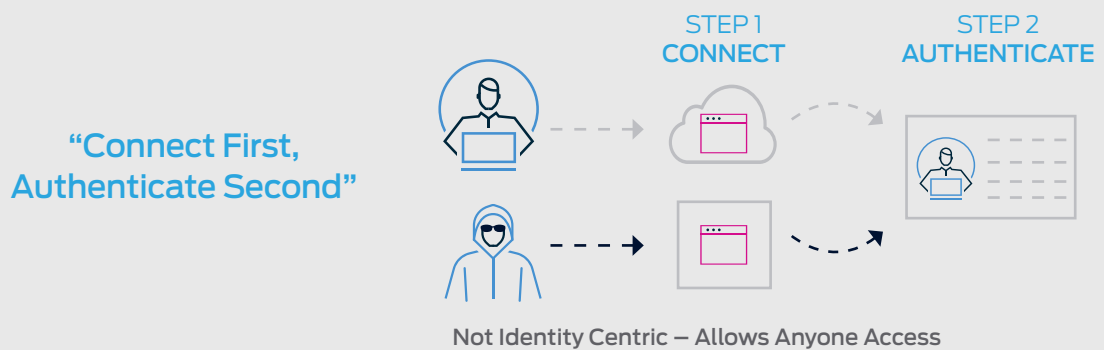 “Connect First,
Authenticate Second”
STEP 1
CONNECT
STEP 2
AUTHENTICATE
Not Identity Centric – Allows Anyone Access